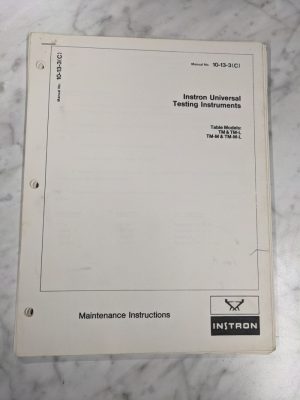 Manual No. 10-13-3(C)
Manual No. 10-13-3(C)
Instron Universal
Testing Instruments
Table Models:
TM & TM-L
TM-M & TM-M-L
Maintenance Instructions
INSTRON